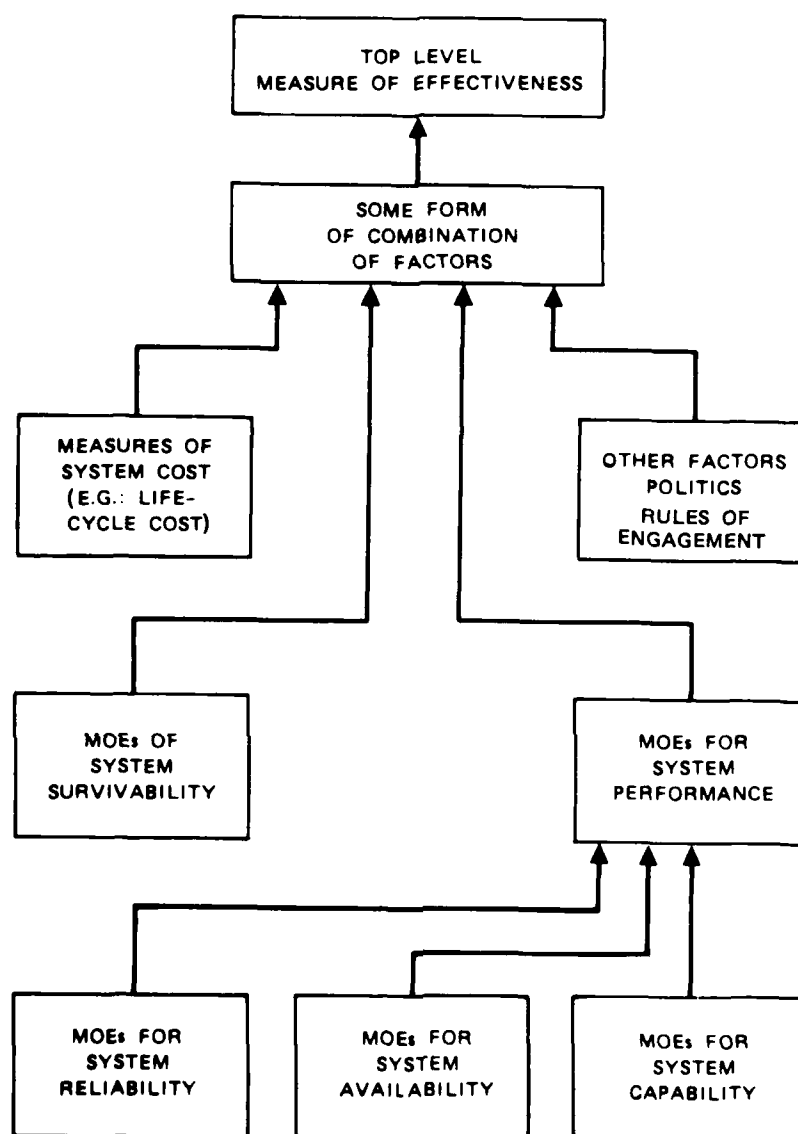 TOP LEVEL
MEASURE OF EFFECTIVENESS
SOME FORM
OF COMBINATION
OF FACTORS
MEASURES OF
SYSTEM COST
(E.G.: LIFE-
CYCLE COST)
OTHER FACTORS
POLITICS
RULES OF
ENGAGEMENT
MOEs OF
SYSTEM
SURVIVABILITY
MOEs FOR
SYSTEM
PERFORMANCE
MOEs FOR
SYSTEM
RELIABILITY
MOEs FOR
SYSTEM
AVAILABILITY
MOEs FOR
SYSTEM
CAPABILITY